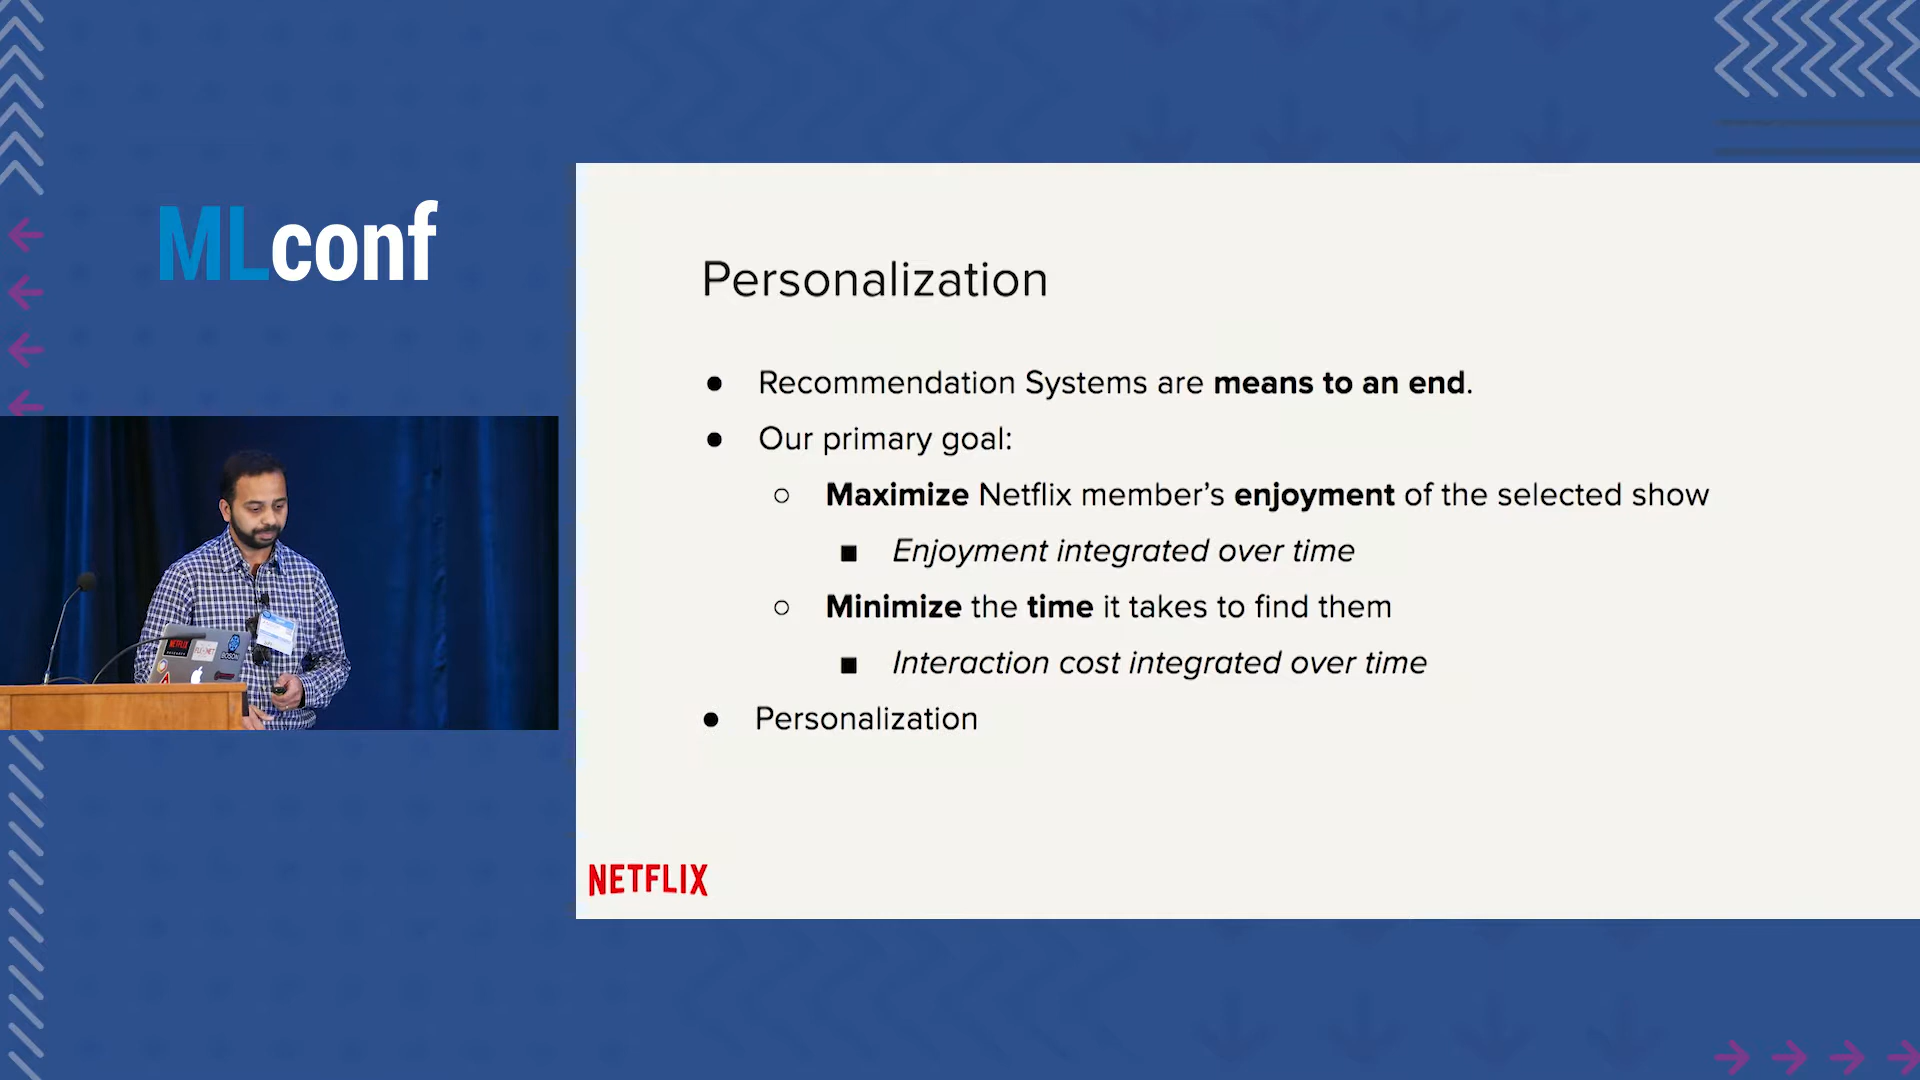 MLconf
Personalization
● Recommendation Systems are means to an end.
● Our primary goal:
○ Maximize Netflix member’s enjoyment of the selected show
■ Enjoyment integrated over time
○ Minimize the time it takes to find them
■ Interaction cost integrated over time
● Personalization
NETFLIX
NETFLIX